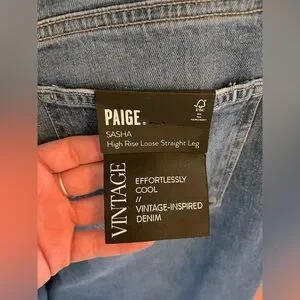 PAIGE.
SASHA
High Rise Loose Straight Leg
VINTAGE
EFFORTLESSLY
COOL
//
VINTAGE-INSPIRED
DENIM